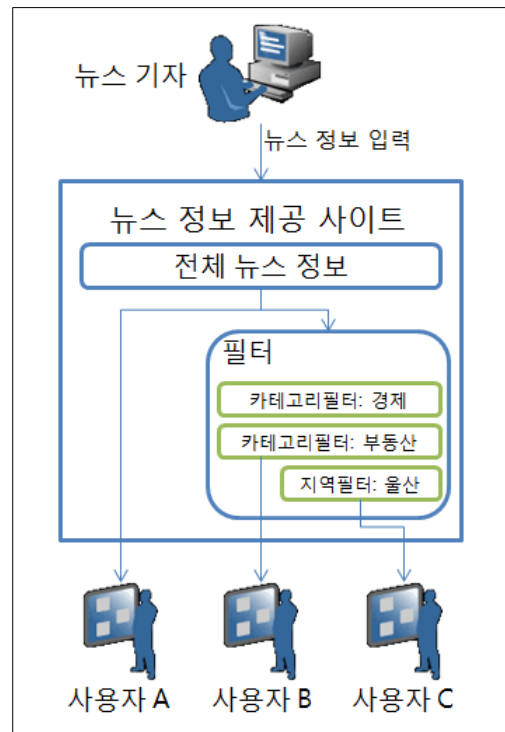 뉴스 기자
뉴스 정보 입력
뉴스 정보 제공 사이트
전체 뉴스 정보
필터
카테고리필터: 경제
카테고리필터: 부동산
지역필터: 울산
사용자 A
사용자 B
사용자 C